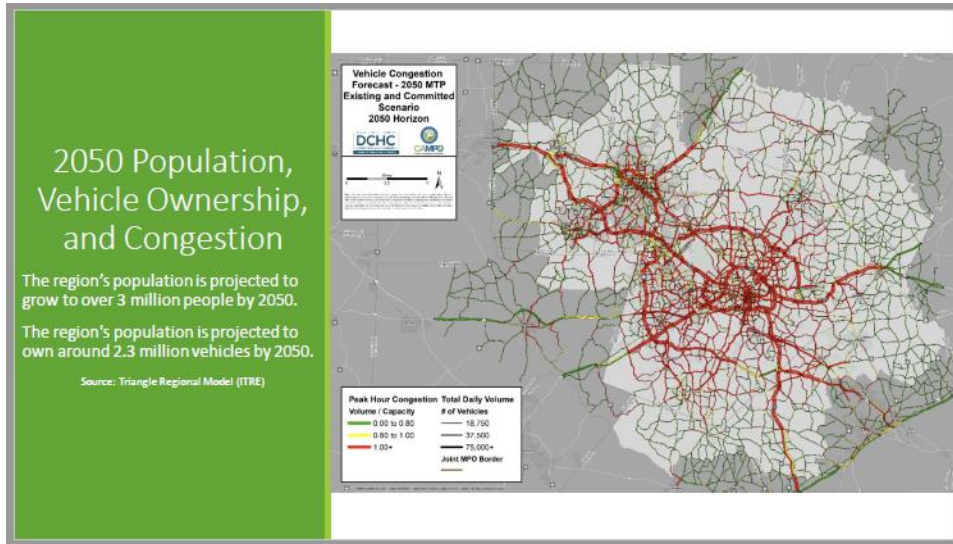 2050 Population,
Vehicle Ownership,
and Congestion
The region's population is projected to
grow to over 3 million people by 2050.
The region's population is projected to
own around 2.3 million vehicles by 2050.
Source: Triangle Regional Model (ITRE)
Vehicle Congestion
Forecast - 2050 MTP
Existing and Committed
Scenario
2050 Horizon
DCHC
CAMPO
N
Peak Hour Congestion
Volume / Capacity
0.00 to 0.80
0.80 to 1.00
1.00+
Total Daily Volume
# of Vehicles
18,750
37,500
75,000+
Joint MPO Border